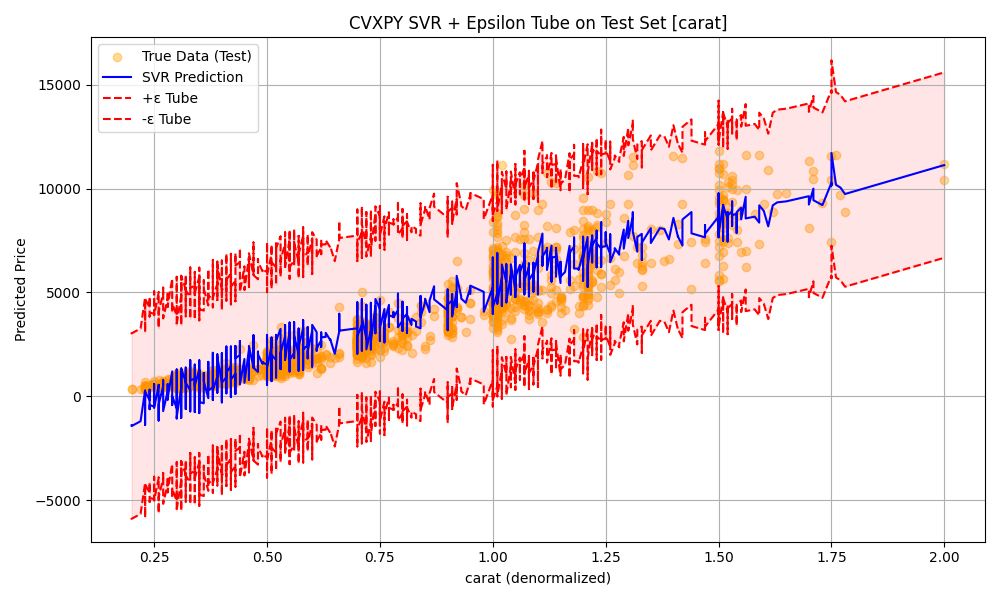 CVXPY SVR + Epsilon Tube on Test Set [carat]
True Data (Test)
SVR Prediction
+ε Tube
-ε Tube
15000
10000
5000
0
−5000
Predicted Price
0.25 0.50 0.75 1.00 1.25 1.50 1.75 2.00
carat (denormalized)